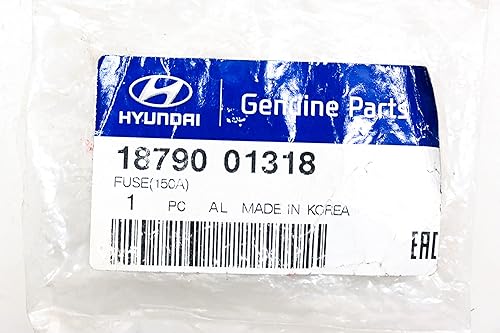 HYUNDAI
Genuine Parts
18790 01318
FUSE(150A)
1 PC AL MADE IN KOREA
EAC